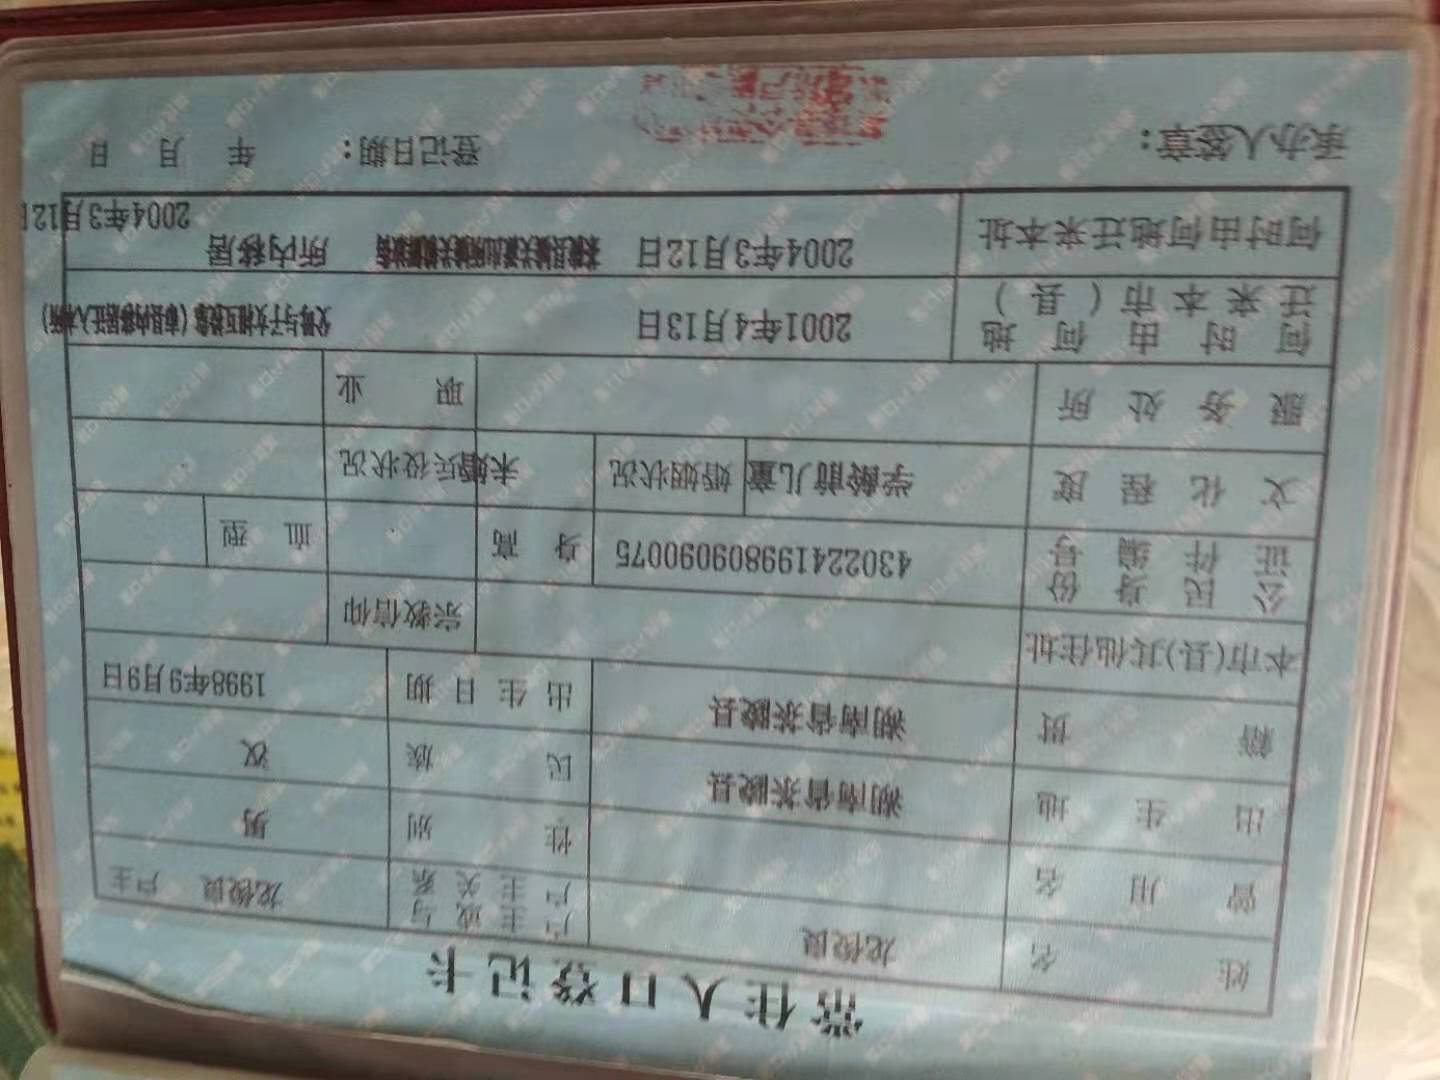 常住人口登记卡
姓名 龙俊良 户主或与户主关系 龙俊良 户主
曾用名 性别 男
出生地 湖南省茶陵县 民族 汉
籍贯 湖南省茶陵县 出生日期 1998年9月9日
本市(县)其他住址 宗教信仰
公民身份证件编号 430224199809090075 身高 血型
文化程度 学龄前儿童 婚姻状况 未婚 兵役状况
服务处所 职业
何时由何地迁来本市(县) 2001年4月13日 父母与子女相互投靠(市县内移居迁入本所)
何时由何地迁来本址 2004年3月12日 茶陵县城关派出所城关镇解放街 所内移居
2004年3月12日
承办人签章： 登记日期： 年 月 日